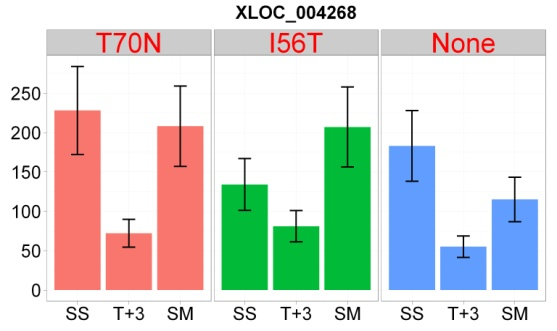 XLOC_004268
T70N I56T None
250
200
150
100
50
0
SS T+3 SM SS T+3 SM SS T+3 SM